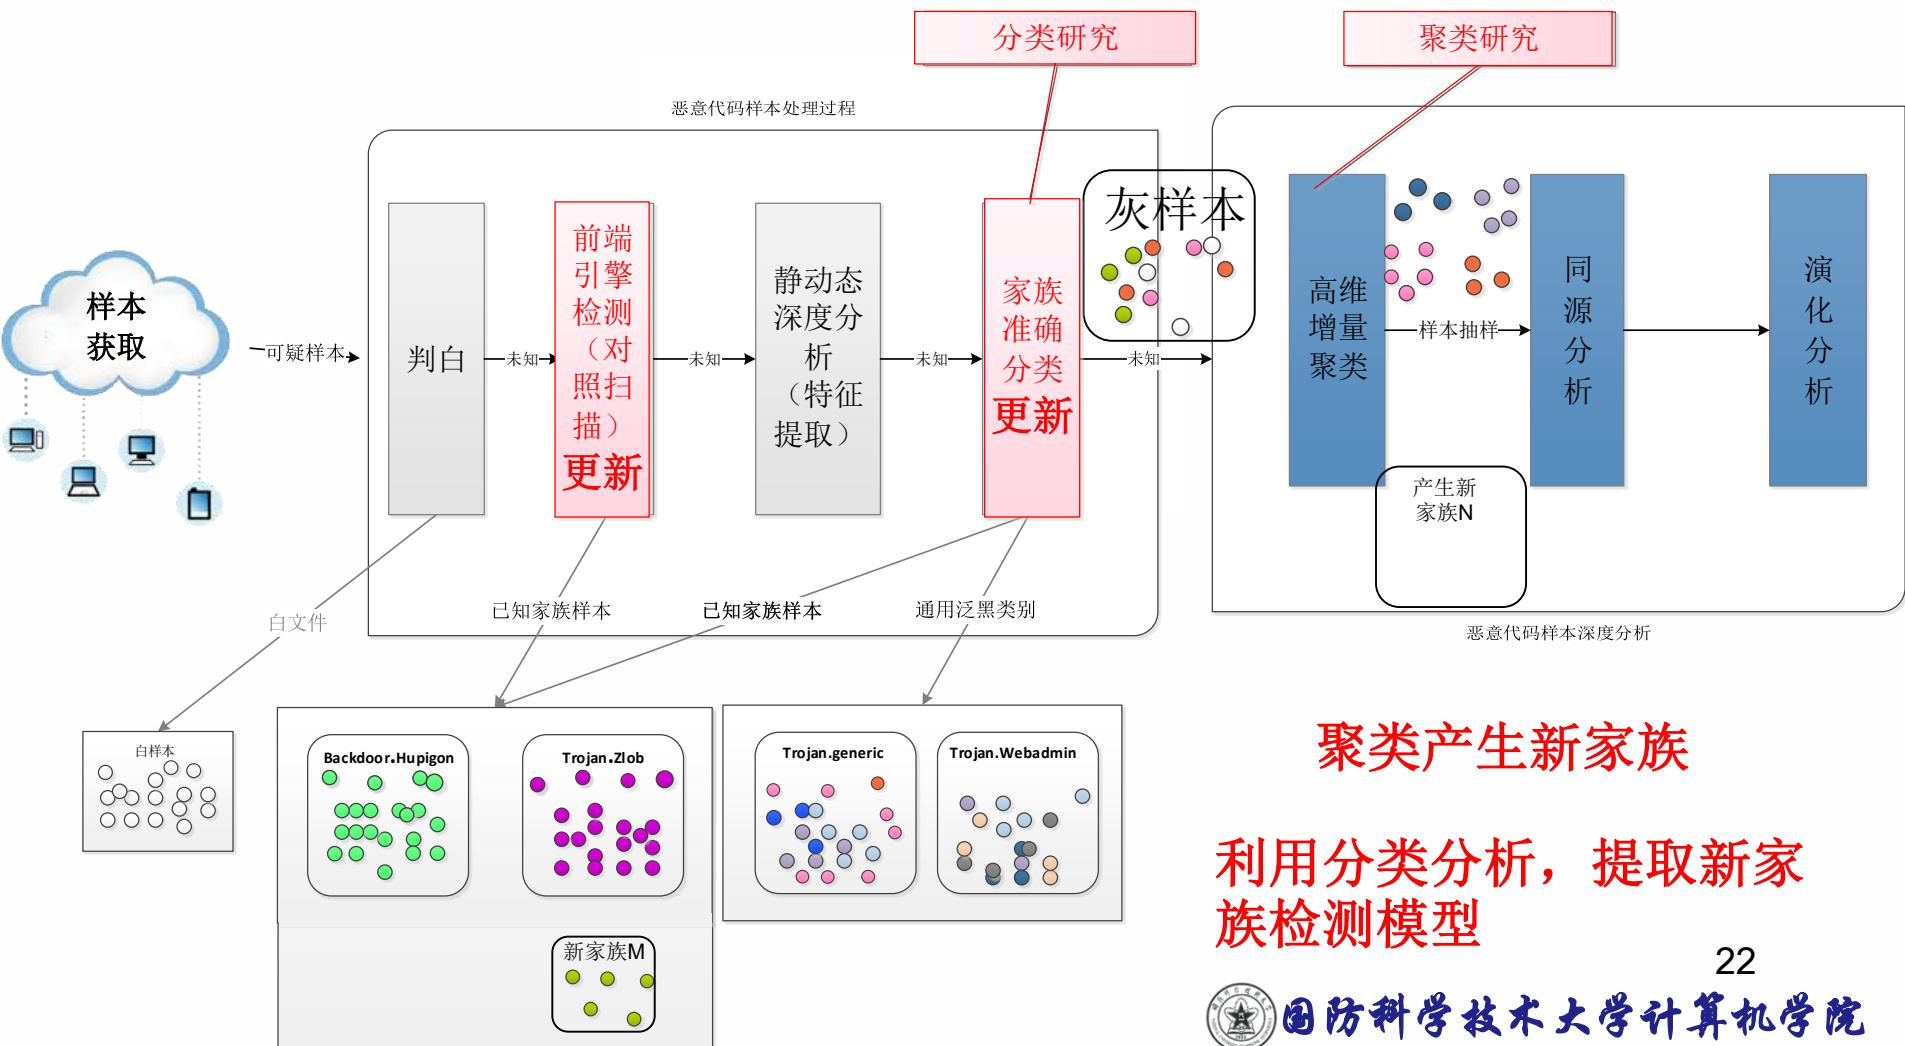 分类研究
聚类研究
恶意代码样本处理过程
样本
获取
可疑样本
判白
未知
前端
引擎
检测
（对
照扫
描）
更新
未知
静动态
深度分
析
（特征
提取）
未知
家族
准确
分类
更新
灰样本
未知
高维
增量
聚类
样本抽样
同
源
分
析
演
化
分
析
产生新
家族N
恶意代码样本深度分析
白文件
已知家族样本
已知家族样本
通用泛黑类别
白样本
Backdoor.Hupigon
Trojan.Zlob
Trojan.generic
Trojan.Webadmin
新家族M
聚类产生新家族
利用分类分析，提取新家
族检测模型
22
国防科学技术大学计算机学院